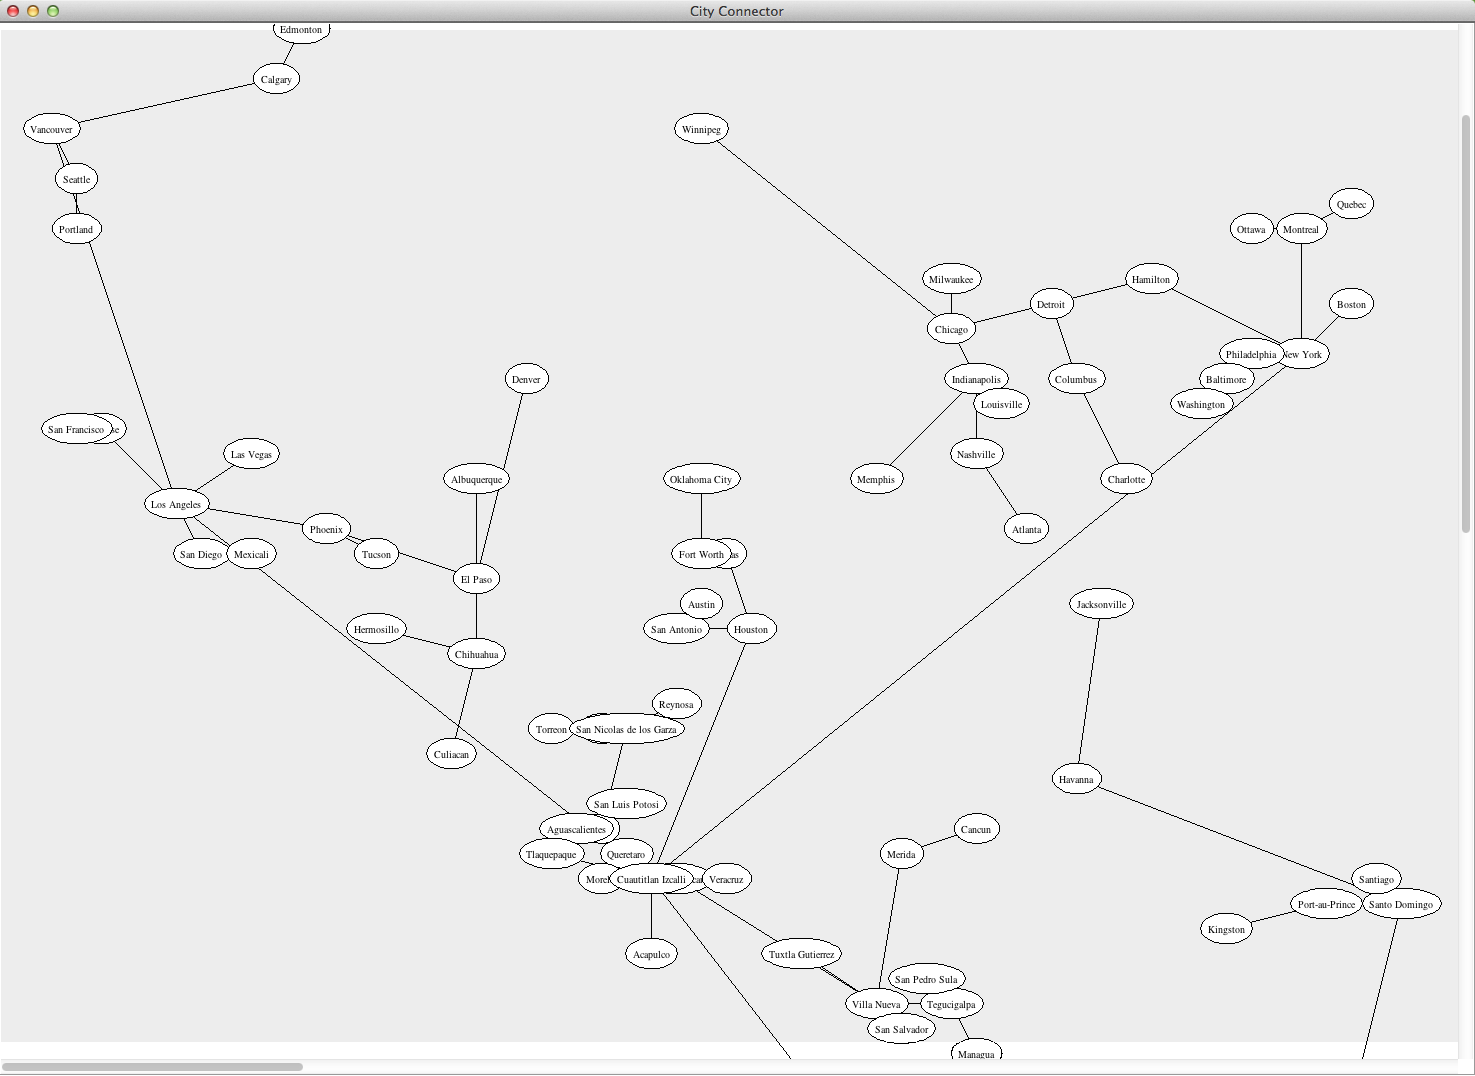 City Connector
Edmonton
Calgary
Vancouver
Winnipeg
Seattle
Quebec
Portland
Ottawa
Montreal
Milwaukee
Hamilton
Detroit
Boston
Chicago
Philadelphia
New York
Denver
Indianapolis
Columbus
Baltimore
Louisville
Washington
San Francisco
Las Vegas
Nashville
Albuquerque
Oklahoma City
Memphis
Charlotte
Los Angeles
Phoenix
Atlanta
San Diego
Mexicali
Tucson
Fort Worth
El Paso
Austin
Jacksonville
Hermosillo
San Antonio
Houston
Chihuahua
Reynosa
Torreon
San Nicolas de los Garza
Culiacan
Havanna
San Luis Potosi
Aguascalientes
Cancun
Tlaquepaque
Queretaro
Merida
Cuautitlan Izcalli
Veracruz
Santiago
Port-au-Prince
Santo Domingo
Kingston
Acapulco
Tuxtla Gutierrez
San Pedro Sula
Villa Nueva
Tegucigalpa
San Salvador
Managua